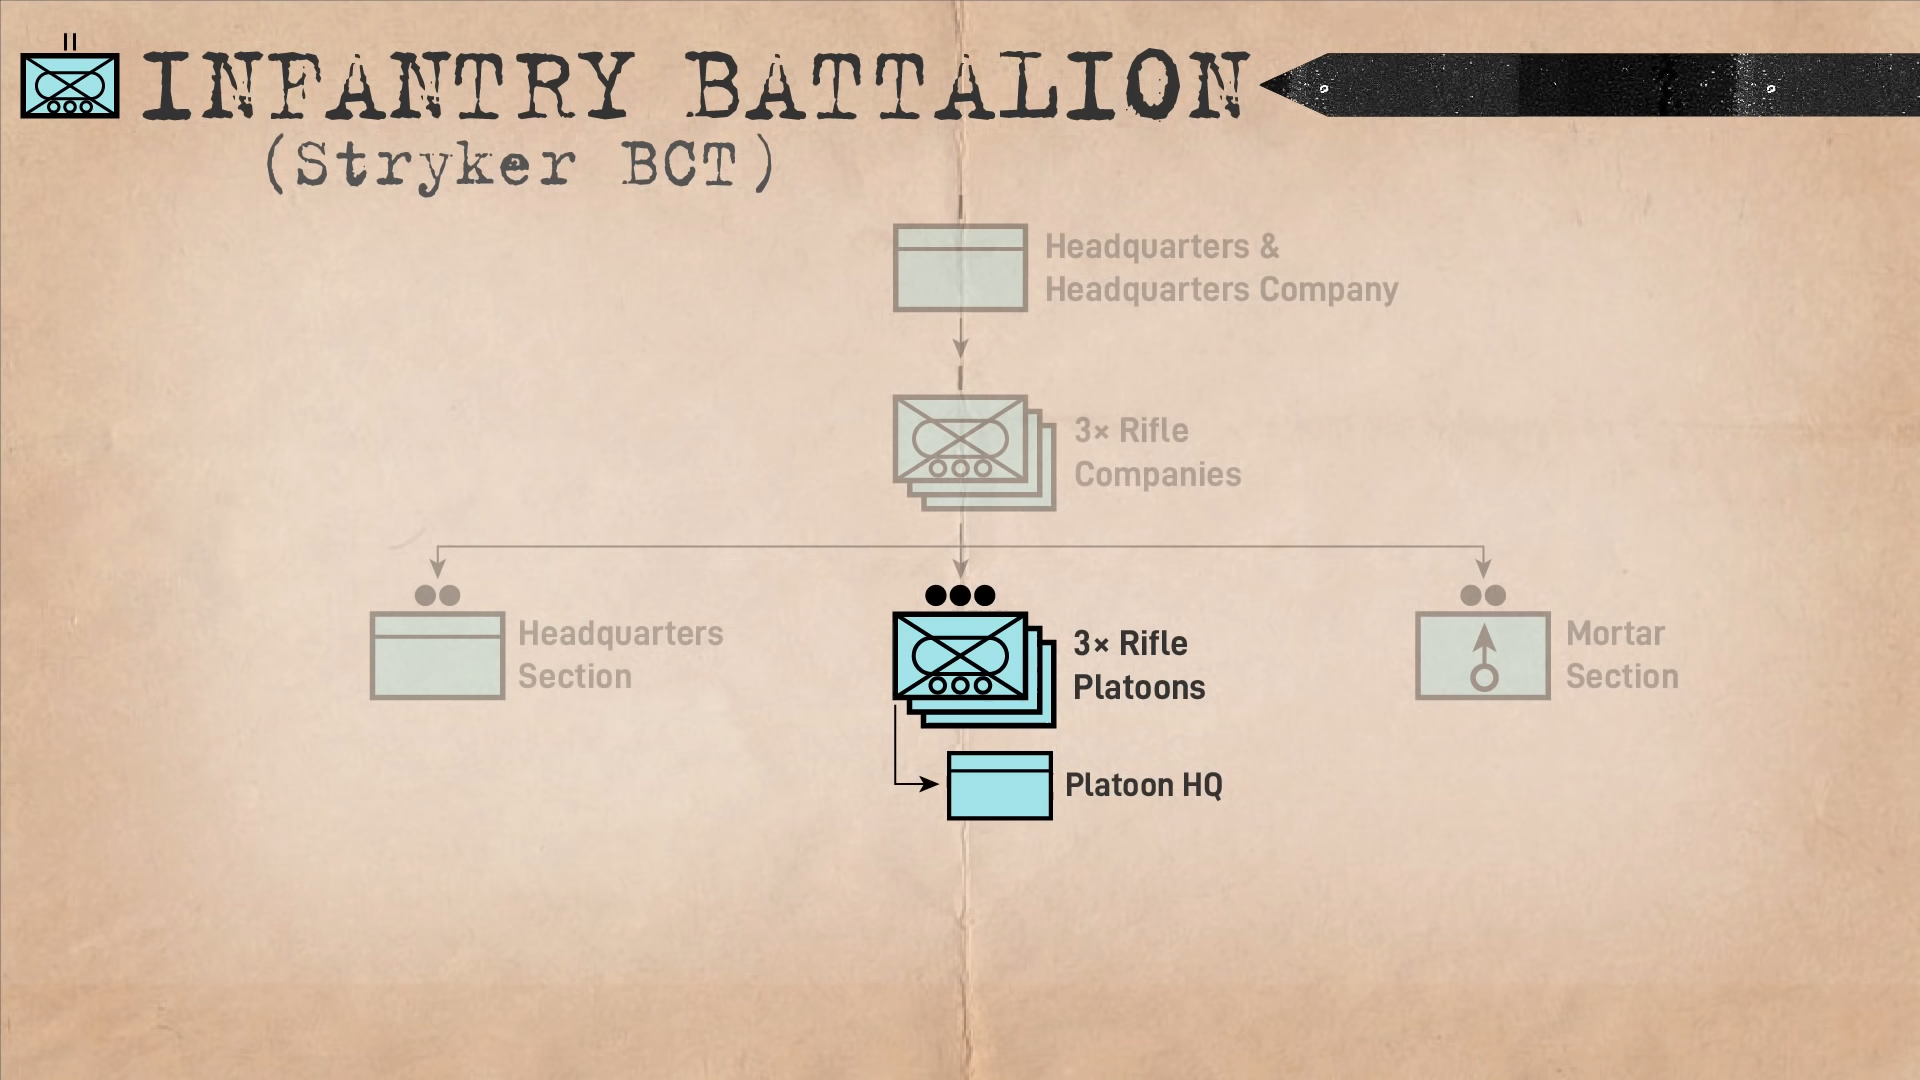 INFANTRY BATTALION
(Stryker BCT)
Headquarters &
Headquarters Company
3× Rifle
Companies
Headquarters
Section
3× Rifle
Platoons
Mortar
Section
Platoon HQ